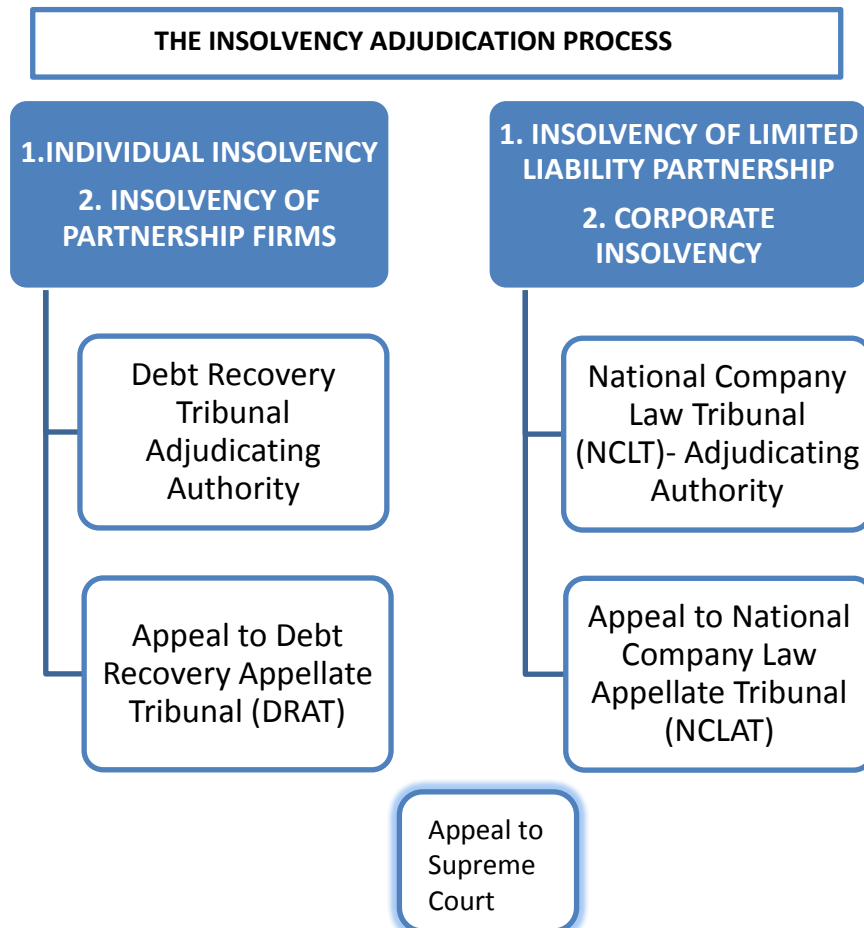 THE INSOLVENCY ADJUDICATION PROCESS
1.INDIVIDUAL INSOLVENCY
2. INSOLVENCY OF
PARTNERSHIP FIRMS
Debt Recovery
Tribunal
Adjudicating
Authority
Appeal to Debt
Recovery Appellate
Tribunal (DRAT)
1. INSOLVENCY OF LIMITED
LIABILITY PARTNERSHIP
2. CORPORATE
INSOLVENCY
National Company
Law Tribunal
(NCLT)- Adjudicating
Authority
Appeal to National
Company Law
Appellate Tribunal
(NCLAT)
Appeal to
Supreme
Court